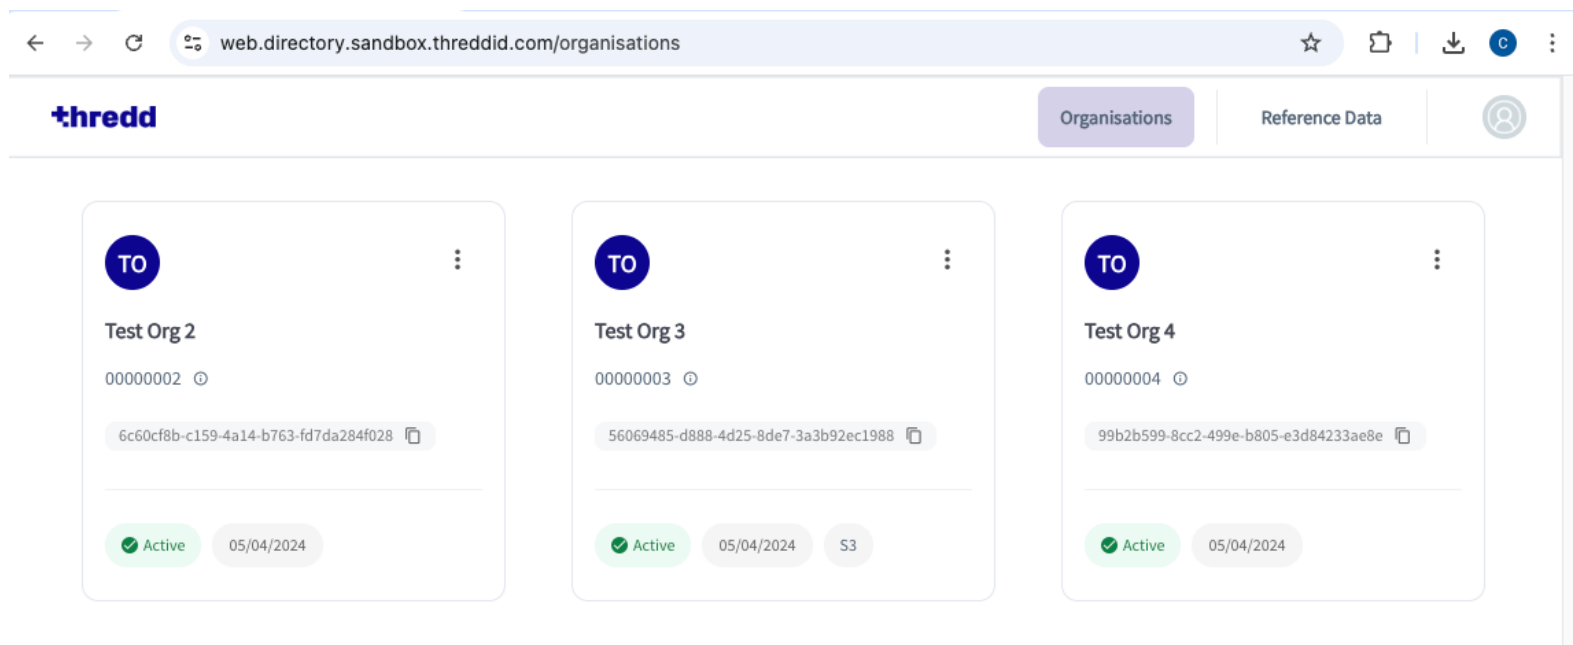 web.directory.sandbox.threddid.com/organisations
C
thredd
Organisations
Reference Data
TO
Test Org 2
00000002
6c60cf8b-c159-4a14-b763-fd7da284f028
Active
05/04/2024
TO
Test Org 3
00000003
56069485-d888-4d25-8de7-3a3b92ec1988
Active
05/04/2024
S3
TO
Test Org 4
00000004
99b2b599-8cc2-499e-b805-e3d84233ae8e
Active
05/04/2024